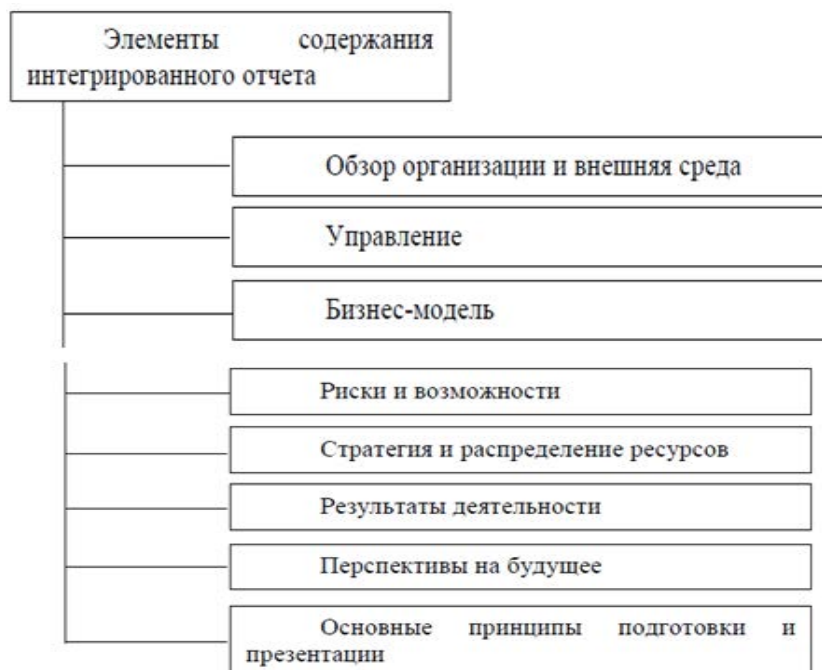 Элементы содержания
интегрированного отчета
Обзор организации и внешняя среда
Управление
Бизнес-модель
Риски и возможности
Стратегия и распределение ресурсов
Результаты деятельности
Перспективы на будущее
Основные принципы подготовки и
презентации